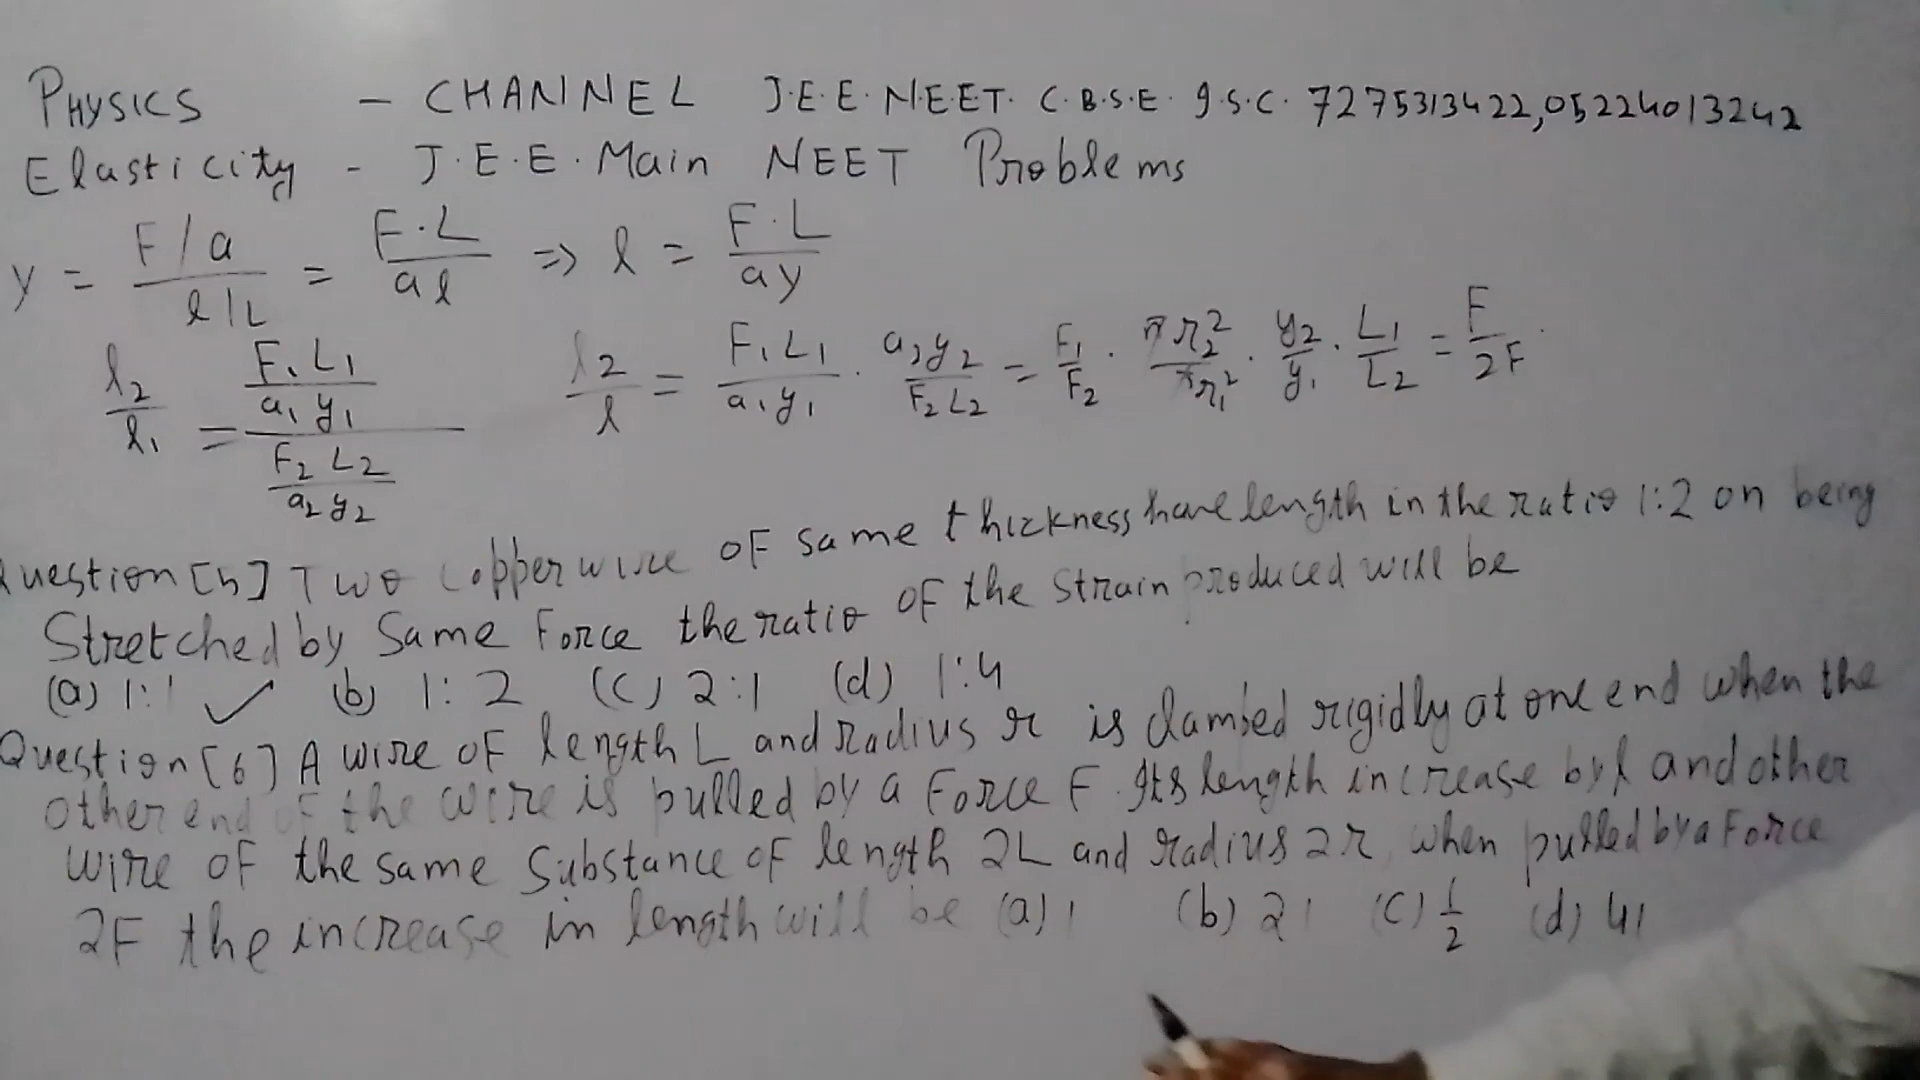 PHYSICS - CHANNEL J.E.E. N.E.E.T. C.B.S.E. I.S.C. 7275313422,05224013242
Elasticity - J.E.E. Main NEET Problems
y = F/a / l/L = F.L / al => l = F.L / ay
l2/l1 = F1L1/a1y1 / F2L2/a2y2
l2/l = F1L1/a1y1 . a2y2/F2L2 = F1/F2 . πr2²/πr1² . y2/y1 . L1/L2 = F/2F .
Question [5] Two Copper wire of same thickness have length in the ratio 1:2 on being
Stretched by Same Force the ratio of the Strain produced will be
(a) 1:1 ✓ (b) 1:2 (c) 2:1 (d) 1:4
Question [6] A wire of length L and radius r is clambed rigidly at one end when the
other end of the wire is pulled by a Force F. Its length increase by l and other
wire of the same Substance of length 2L and radius 2r, when pulled by a Force
2F the increase in length will be (a) l (b) 2l (c) l/2 (d) 4l